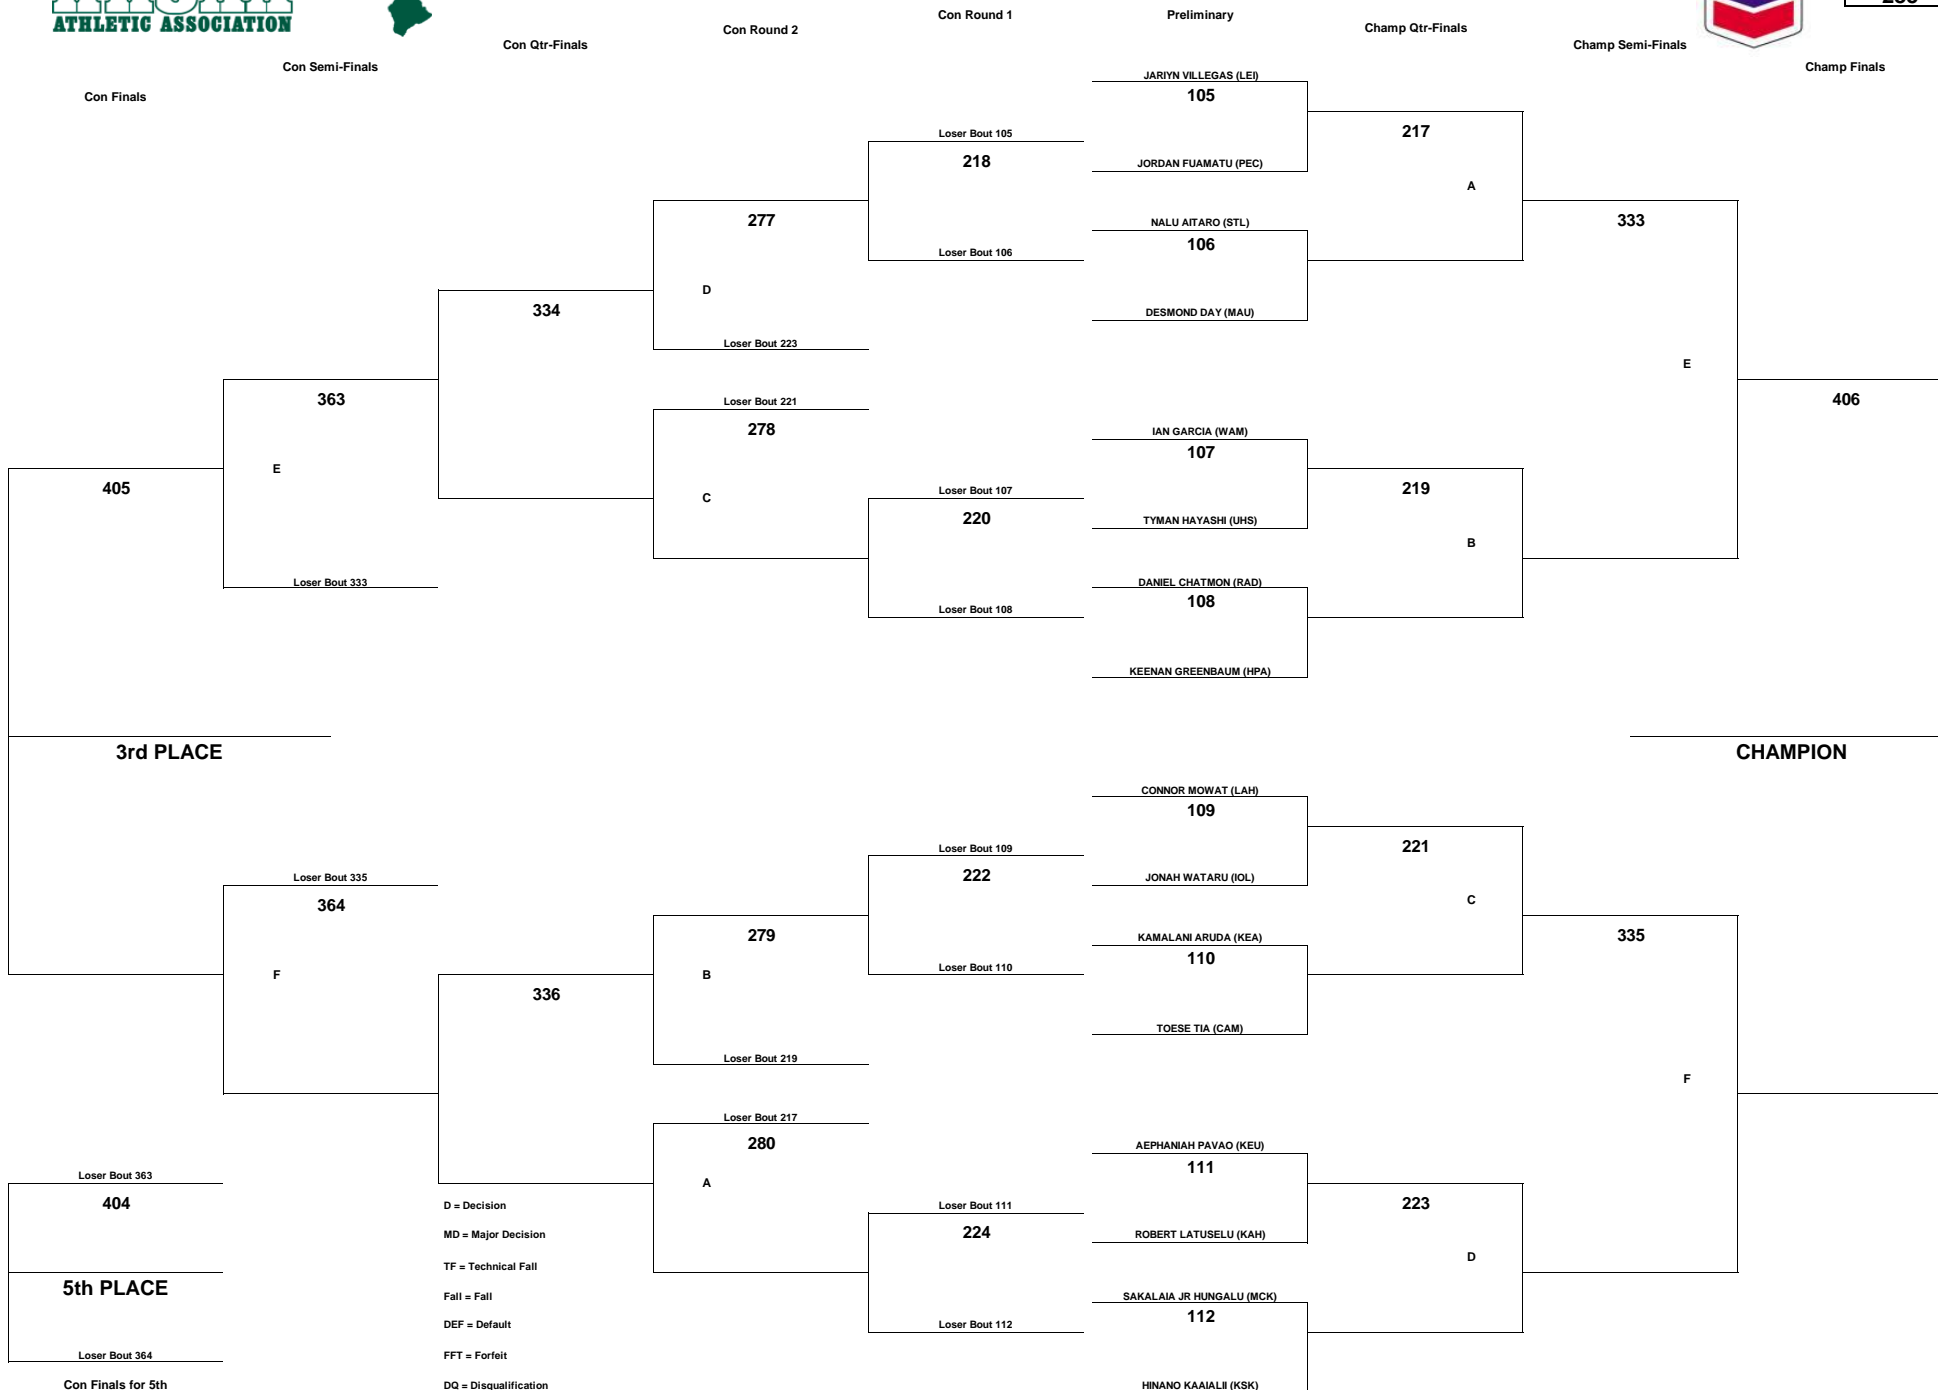 ATHLETIC ASSOCIATION
Con Round 1
Preliminary
Con Round 2
Champ Qtr-Finals
Con Qtr-Finals
Champ Semi-Finals
Con Semi-Finals
Champ Finals
Con Finals
JARIYN VILLEGAS (LEI)
105
Loser Bout 105
217
218
JORDAN FUAMATU (PEC)
A
277
NALU AITARO (STL)
333
106
Loser Bout 106
D
334
DESMOND DAY (MAU)
Loser Bout 223
E
363
Loser Bout 221
406
278
IAN GARCIA (WAM)
107
E
405
Loser Bout 107
219
C
220
TYMAN HAYASHI (UHS)
B
Loser Bout 333
DANIEL CHATMON (RAD)
108
Loser Bout 108
KEENAN GREENBAUM (HPA)
3rd PLACE
CHAMPION
CONNOR MOWAT (LAH)
109
Loser Bout 109
221
Loser Bout 335
222
JONAH WATARU (IOL)
364
C
279
KAMALANI ARUDA (KEA)
335
110
F
B
Loser Bout 110
336
TOESE TIA (CAM)
Loser Bout 219
F
Loser Bout 217
280
AEPHANIAH PAVAO (KEU)
111
Loser Bout 363
A
404
D = Decision
Loser Bout 111
223
224
MD = Major Decision
ROBERT LATUSELU (KAH)
D
TF = Technical Fall
5th PLACE
Fall = Fall
SAKALAIA JR HUNGALU (MCK)
112
DEF = Default
Loser Bout 112
Loser Bout 364
FFT = Forfeit
Con Finals for 5th
DQ = Disqualification
HINANO KAAIALII (KSK)